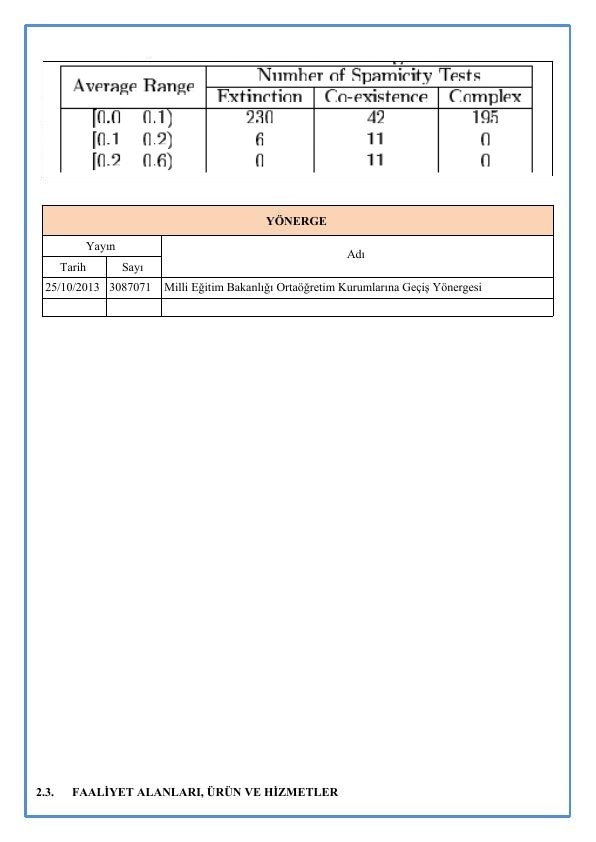 Average Range Number of Spamicity Tests
Extinction Co-existence Complex
[0.0 0.1) 230 42 195
[0.1 0.2) 6 11 0
[0.2 0.6) 0 11 0
YÖNERGE
Yayın Adı
Tarih Sayı
25/10/2013 3087071 Milli Eğitim Bakanlığı Ortaöğretim Kurumlarına Geçiş Yönergesi
2.3. FAALİYET ALANLARI, ÜRÜN VE HİZMETLER